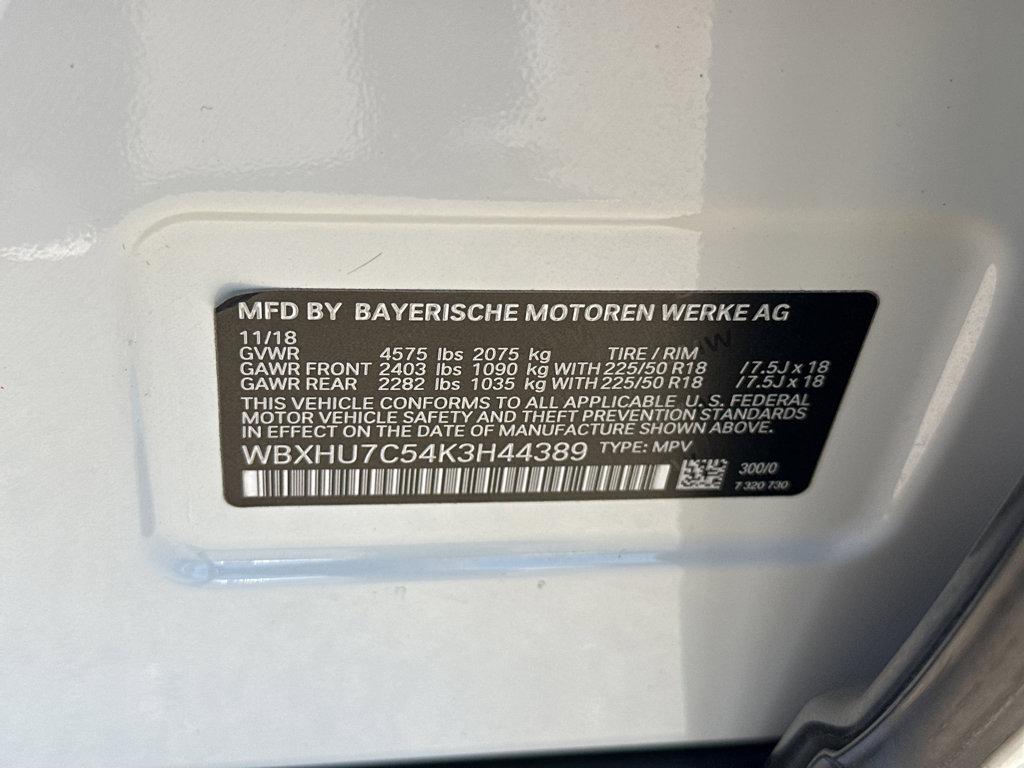 MFD BY BAYERISCHE MOTOREN WERKE AG
11/18
GVWR 4575 lbs 2075 kg TIRE / RIM
GAWR FRONT 2403 lbs 1090 kg WITH 225/50 R18 /7.5J x 18
GAWR REAR 2282 lbs 1035 kg WITH 225/50 R18 /7.5J x 18
THIS VEHICLE CONFORMS TO ALL APPLICABLE U.S. FEDERAL
MOTOR VEHICLE SAFETY AND THEFT PREVENTION STANDARDS
IN EFFECT ON THE DATE OF MANUFACTURE SHOWN ABOVE.
WBXHU7C54K3H44389 TYPE: MPV
300/0
7 320 730